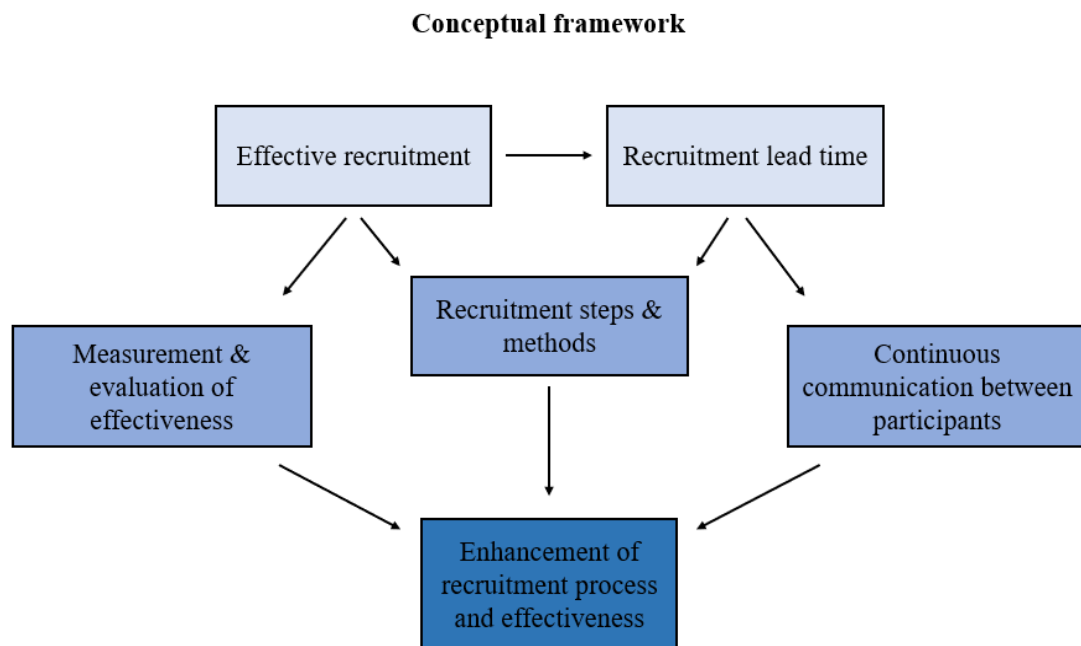 Conceptual framework
Effective recruitment
Recruitment lead time
Recruitment steps &
methods
Measurement &
evaluation of
effectiveness
Continuous
communication between
participants
Enhancement of
recruitment process
and effectiveness